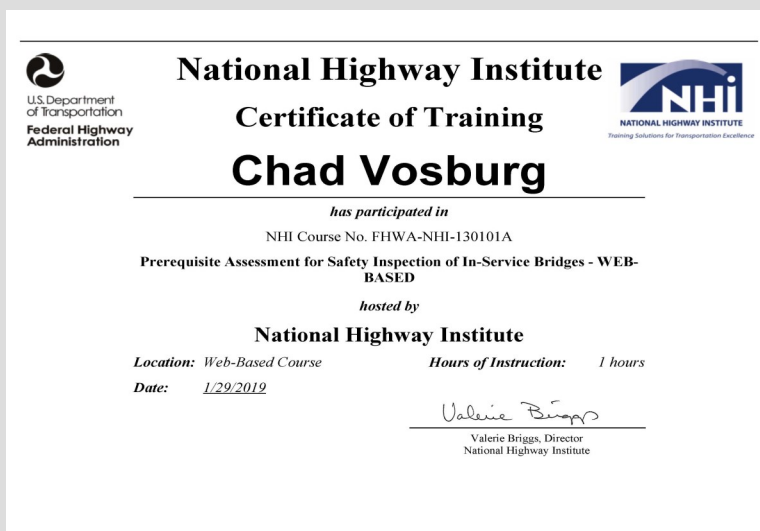 U.S. Department
of Transportation
Federal Highway
Administration
National Highway Institute
Certificate of Training
Chad Vosburg
NHi
NATIONAL HIGHWAY INSTITUTE
Training Solutions for Transportation Excellence
has participated in
NHI Course No. FHWA-NHI-130101A
Prerequisite Assessment for Safety Inspection of In-Service Bridges - WEB-
BASED
hosted by
National Highway Institute
Location: Web-Based Course Hours of Instruction: 1 hours
Date: 1/29/2019
Valerie Briggs
Valerie Briggs, Director
National Highway Institute